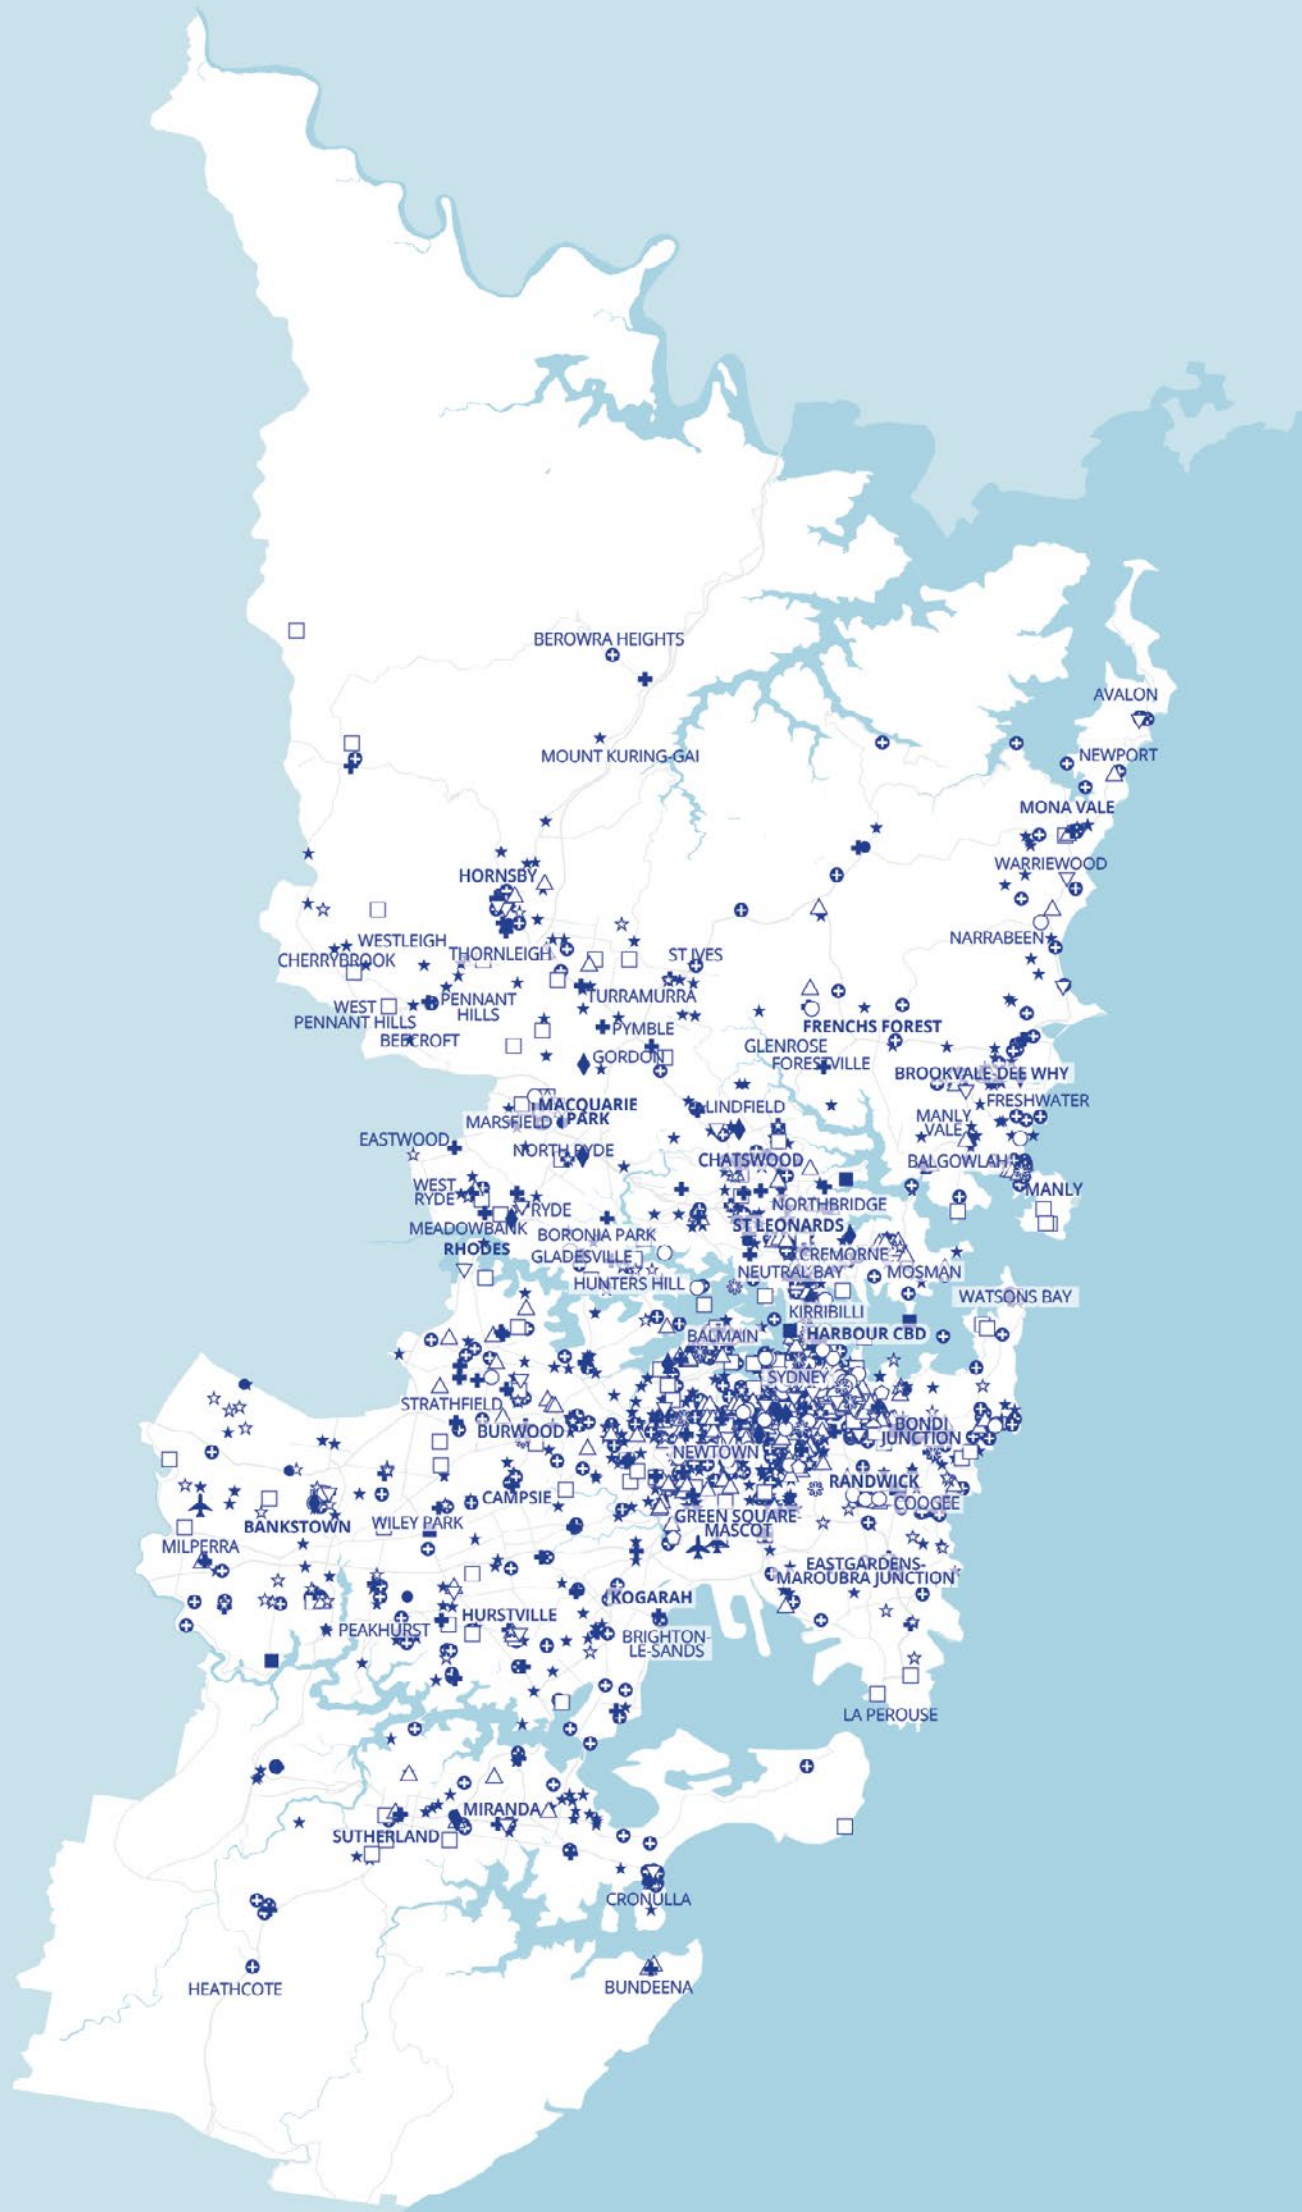 BEROWRA HEIGHTS
AVALON
MOUNT KURING-GAI
NEWPORT
MONA VALE
WARRIEWOOD
HORNSBY
NARRABEEN
WESTLEIGH
THORNLEIGH
ST IVES
CHERRYBROOK
TURRAMURRA
PENNANT
HILLS
WEST
PENNANT HILLS
PYMBLE
FRENCHS FOREST
BEECROFT
GLENROSE
GORDON
FORESTVILLE
BROOKVALE-DEE WHY
FRESHWATER
MACQUARIE
PARK
LINDFIELD
MARSFIELD
MANLY
VALE
EASTWOOD
NORTH RYDE
CHATSWOOD
BALGOWLAH
WEST
RYDE
MANLY
RYDE
NORTHBRIDGE
MEADOWBANK
BORONIA PARK
ST LEONARDS
RHODES
GLADESVILLE
CREMORNE
NEUTRAL BAY
MOSMAN
HUNTERS HILL
WATSONS BAY
KIRRIBILLI
BALMAIN
HARBOUR CBD
SYDNEY
STRATHFIELD
BURWOOD
BONDI
JUNCTION
NEWTOWN
RANDWICK
CAMPSIE
COOGEE
BANKSTOWN
WILEY PARK
GREEN SQUARE-
MASCOT
MILPERRA
EASTGARDENS-
MAROUBRA JUNCTION
KOGARAH
HURSTVILLE
PEAKHURST
BRIGHTON-
LE-SANDS
LA PEROUSE
MIRANDA
SUTHERLAND
CRONULLA
HEATHCOTE
BUNDEENA